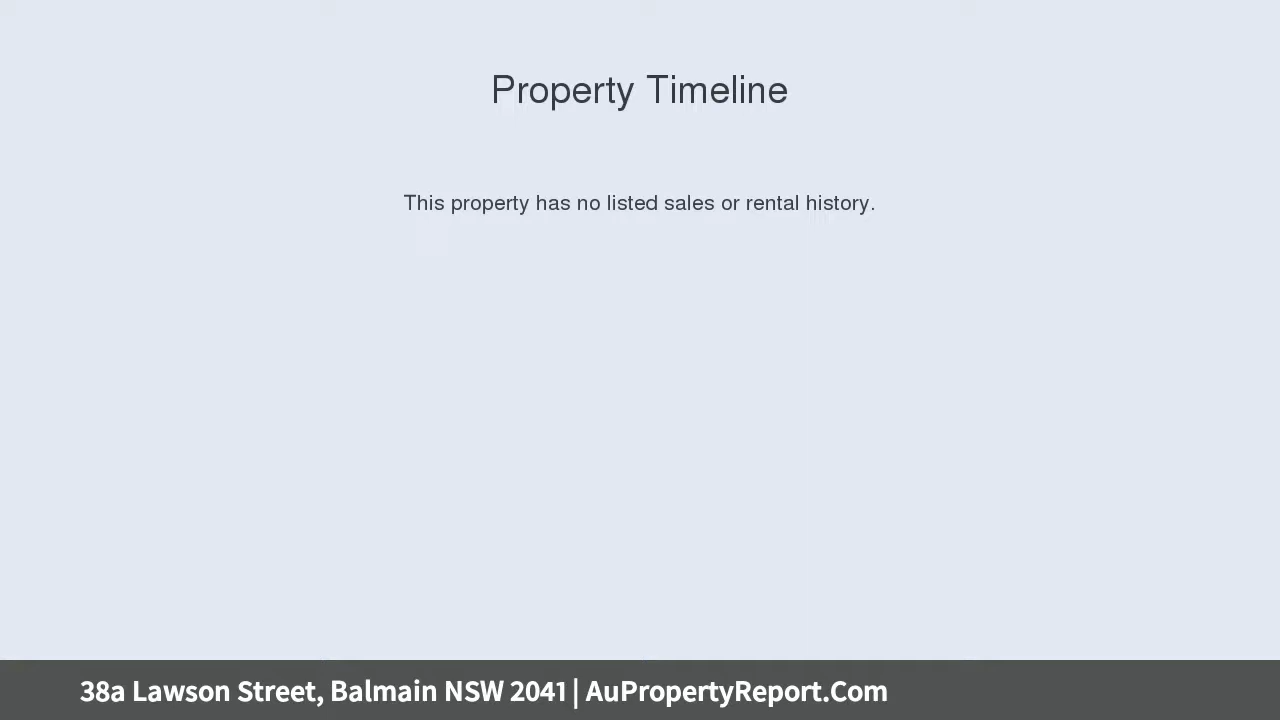 Property Timeline
This property has no listed sales or rental history.
38a Lawson Street, Balmain NSW 2041 | AuPropertyReport.Com